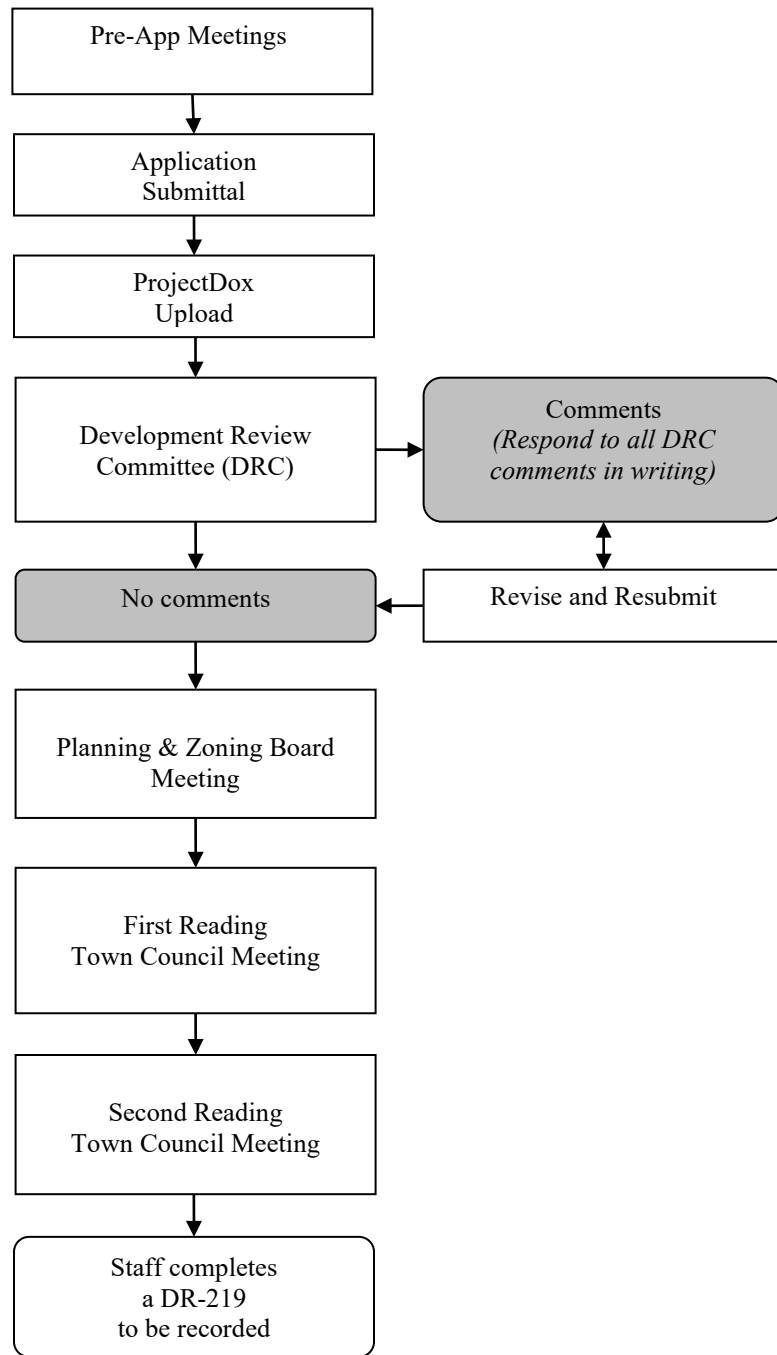 Pre-App Meetings
Application
Submittal
ProjectDox
Upload
Development Review
Committee (DRC)
Comments
(Respond to all DRC
comments in writing)
No comments
Revise and Resubmit
Planning & Zoning Board
Meeting
First Reading
Town Council Meeting
Second Reading
Town Council Meeting
Staff completes
a DR-219
to be recorded